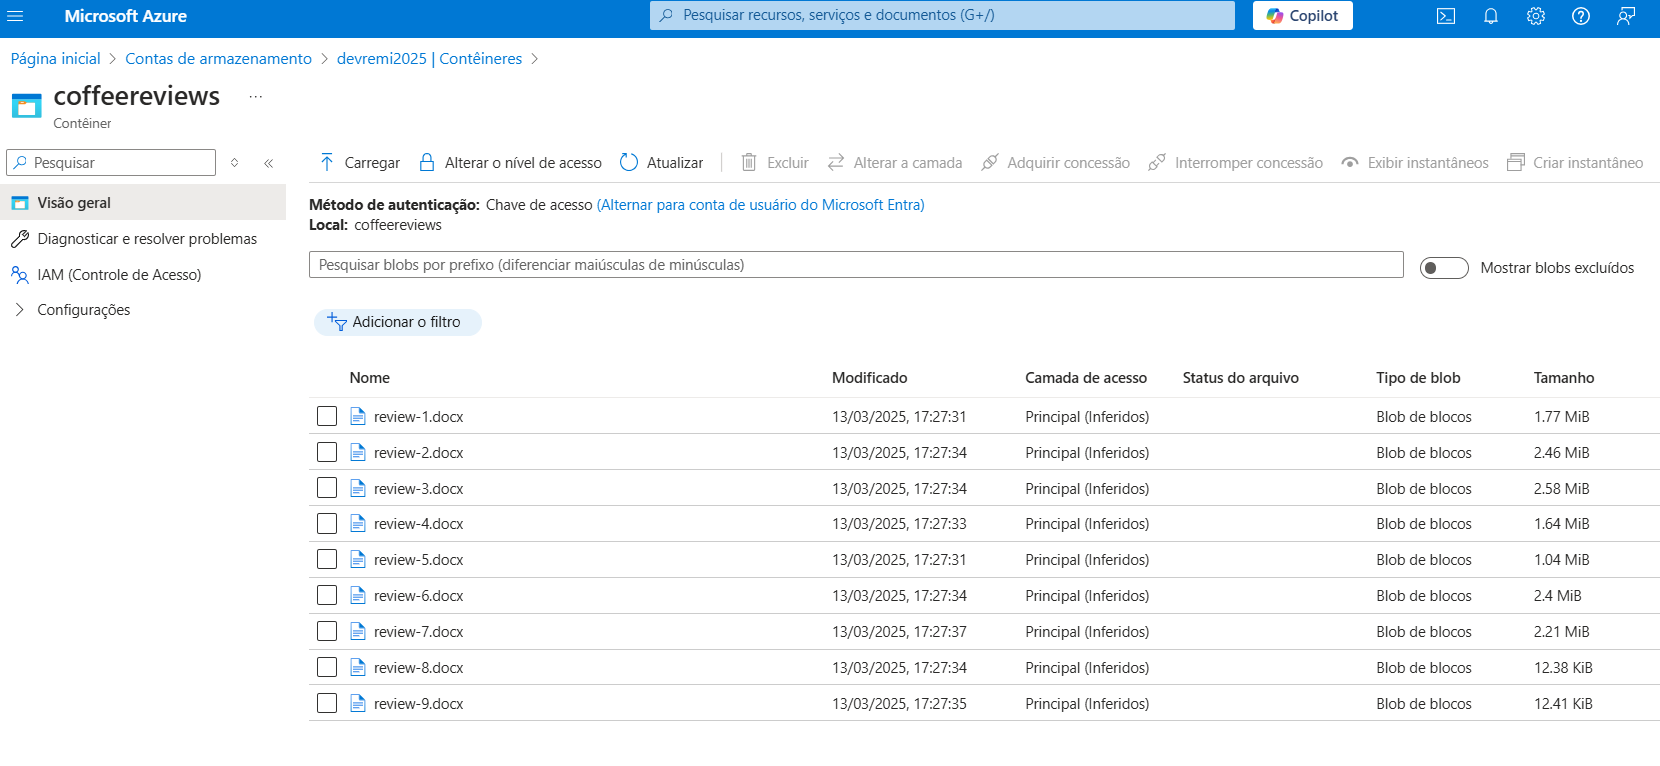 Microsoft Azure
Pesquisar recursos, serviços e documentos (G+/)
Copilot
Página inicial > Contas de armazenamento > devremi2025 | Contêineres >
coffeereviews ...
Contêiner
Pesquisar
Carregar Alterar o nível de acesso Atualizar Excluir Alterar a camada Adquirir concessão Interromper concessão Exibir instantâneos Criar instantâneo
Visão geral
Diagnosticar e resolver problemas
IAM (Controle de Acesso)
Configurações
Método de autenticação: Chave de acesso (Alternar para conta de usuário do Microsoft Entra)
Local: coffeereviews
Pesquisar blobs por prefixo (diferenciar maiúsculas de minúsculas)
Mostrar blobs excluídos
Adicionar o filtro
Nome Modificado Camada de acesso Status do arquivo Tipo de blob Tamanho
review-1.docx 13/03/2025, 17:27:31 Principal (Inferidos) Blob de blocos 1.77 MiB
review-2.docx 13/03/2025, 17:27:34 Principal (Inferidos) Blob de blocos 2.46 MiB
review-3.docx 13/03/2025, 17:27:34 Principal (Inferidos) Blob de blocos 2.58 MiB
review-4.docx 13/03/2025, 17:27:33 Principal (Inferidos) Blob de blocos 1.64 MiB
review-5.docx 13/03/2025, 17:27:31 Principal (Inferidos) Blob de blocos 1.04 MiB
review-6.docx 13/03/2025, 17:27:34 Principal (Inferidos) Blob de blocos 2.4 MiB
review-7.docx 13/03/2025, 17:27:37 Principal (Inferidos) Blob de blocos 2.21 MiB
review-8.docx 13/03/2025, 17:27:34 Principal (Inferidos) Blob de blocos 12.38 KiB
review-9.docx 13/03/2025, 17:27:35 Principal (Inferidos) Blob de blocos 12.41 KiB